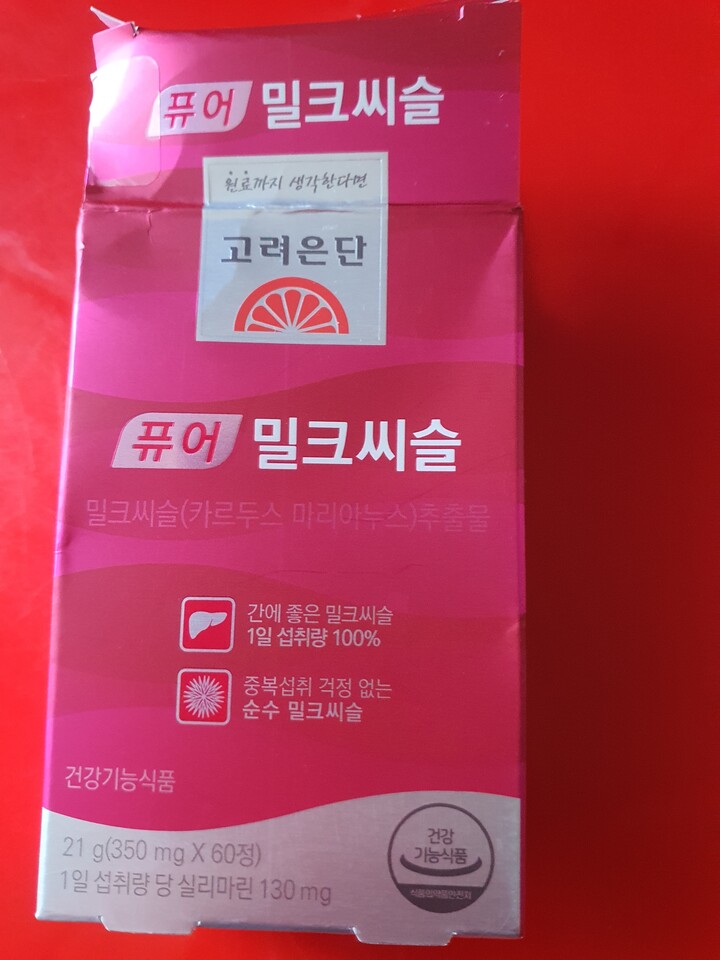 퓨어 밀크씨슬
원료까지 생각한다면
고려은단
퓨어 밀크씨슬
밀크씨슬(카르두스 마리아누스)추출물
간에 좋은 밀크씨슬
1일 섭취량 100%
중복섭취 걱정 없는
순수 밀크씨슬
건강기능식품
21 g(350 mg X 60정)
1일 섭취량 당 실리마린 130 mg
건강
기능식품
식품의약품안전처